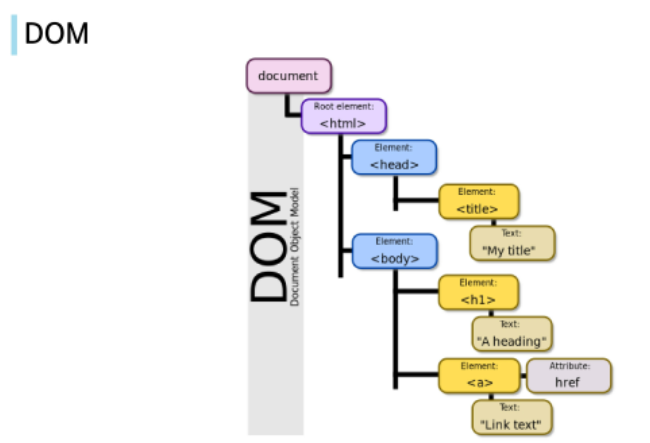 DOM
document
Root element:
<html>
Element:
<head>
Element:
<title>
Text:
"My title"
Element:
<body>
Element:
<h1>
Text:
"A heading"
Element:
<a>
Attribute:
href
Text:
"Link text"
DOM
Document Object Model